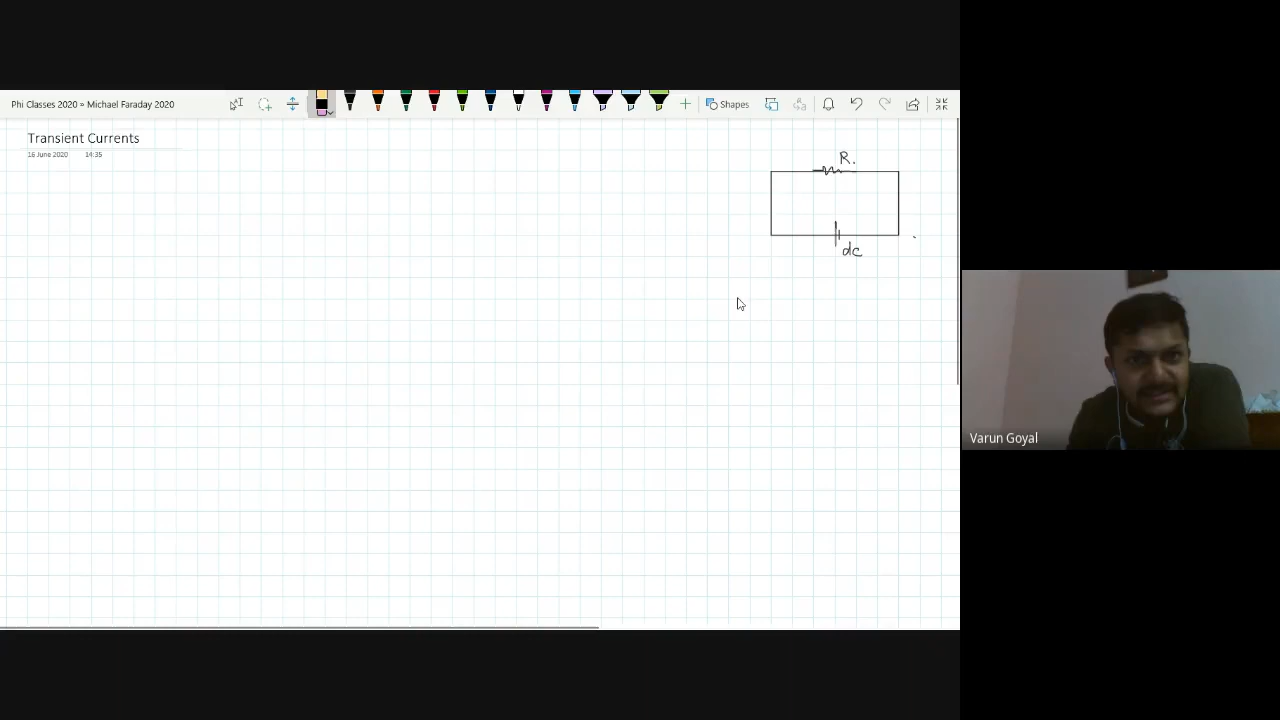 Phi Classes 2020 » Michael Faraday 2020
Shapes
Transient Currents
16 June 2020 14:35
R.
dc
Varun Goyal